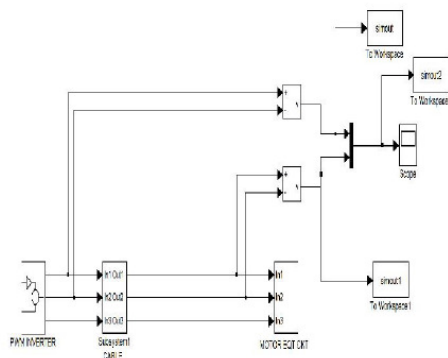 simout
To Workspace
simout2
To Workspace
+
-
v
Scope
+
-
v
simout1
To Workspace1
In1 Out1
In2 Out2
In3 Out3
In1
In2
In3
PWM INVERTER
Subsystem1
CABLE
MOTOR EQIT CKT